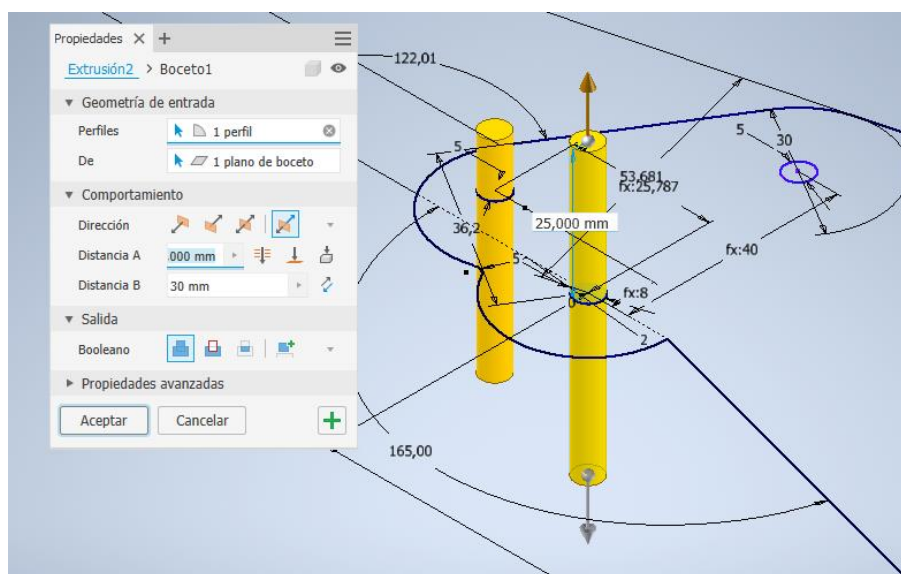 Propiedades
Extrusión2 > Boceto1
Geometría de entrada
Perfiles 1 perfil
De 1 plano de boceto
Comportamiento
Dirección
Distancia A .000 mm
Distancia B 30 mm
Salida
Booleano
Propiedades avanzadas
Aceptar Cancelar
122,01
5
30
5
53,681
fx:25,787
25,000 mm
36,2
fx:40
5
fx:8
2
165,00